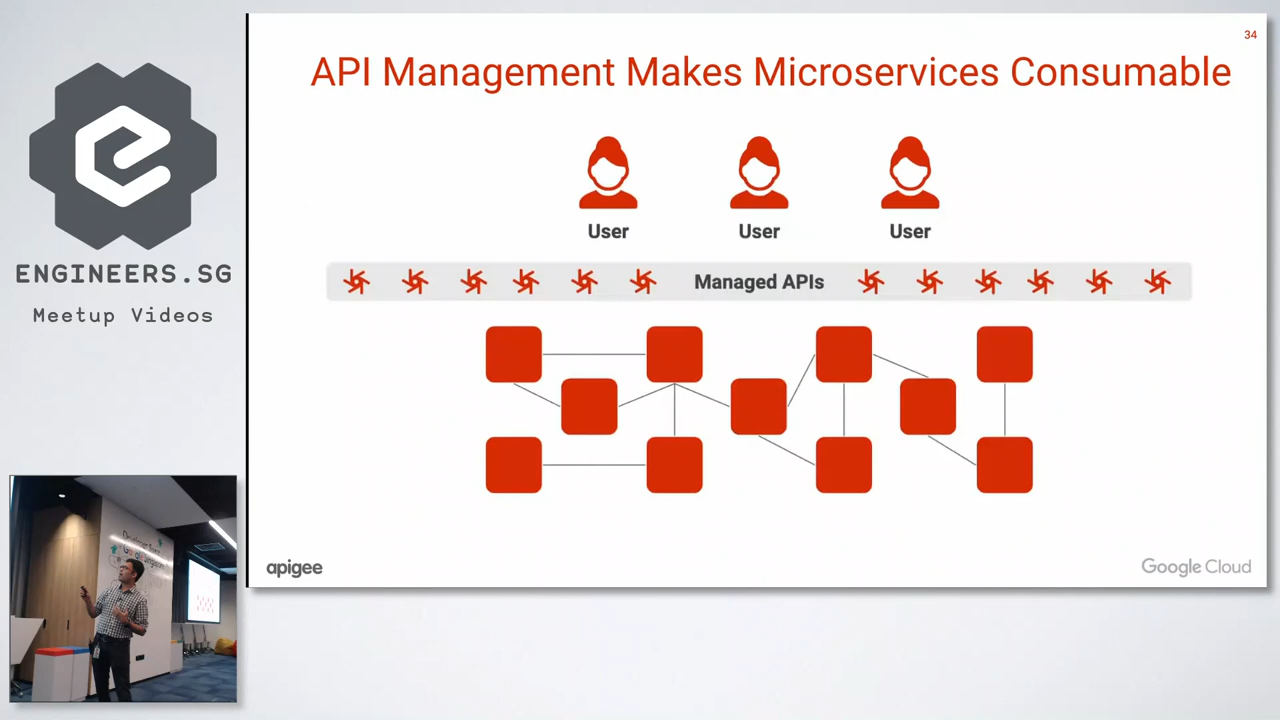 34
API Management Makes Microservices Consumable
User User User
Managed APIs
apigee
Google Cloud
ENGINEERS.SG
Meetup Videos